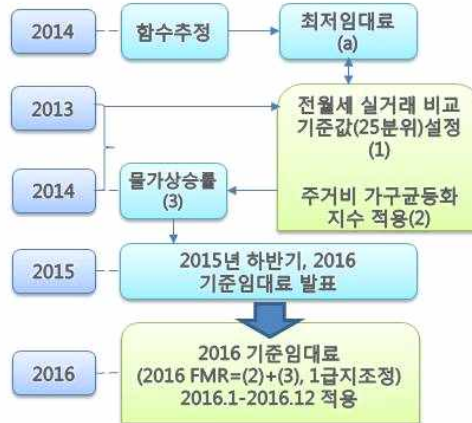 2014
함수추정
최저임대료
(a)
2013
전월세 실거래 비교
기준값(25분위)설정
(1)
2014
물가상승률
(3)
주거비 가구균등화
지수 적용(2)
2015
2015년 하반기, 2016
기준임대료 발표
2016
2016 기준임대료
(2016 FMR=(2)+(3), 1급지조정)
2016.1-2016.12 적용